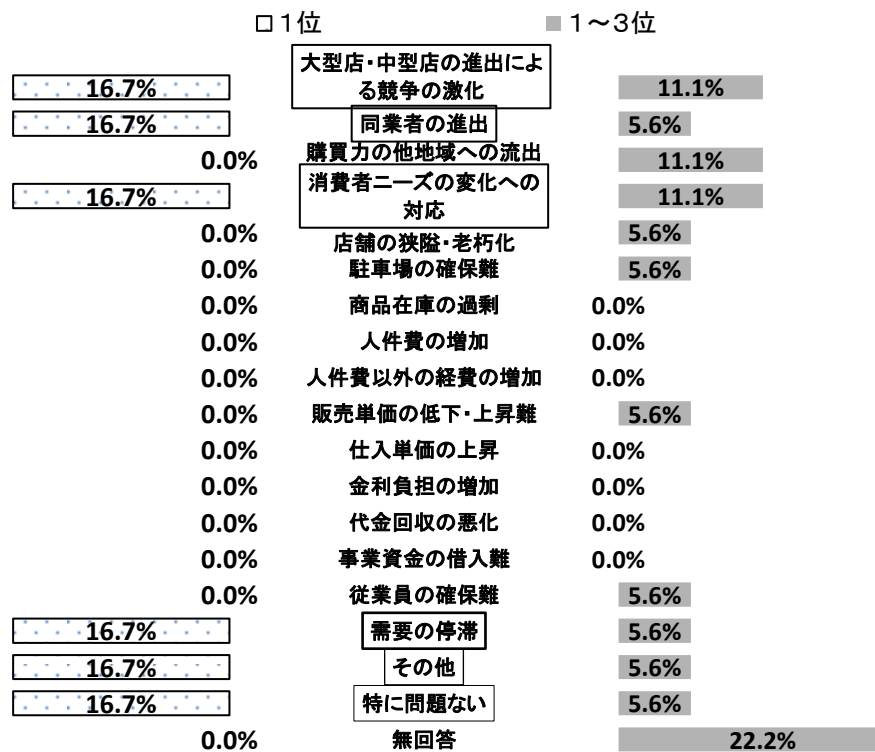 １位 １～３位
大型店・中型店の進出によ
る競争の激化
16.7% 11.1%
16.7% 同業者の進出 5.6%
0.0% 購買力の他地域への流出 11.1%
消費者ニーズの変化への
対応
16.7% 11.1%
0.0% 店舗の狭隘・老朽化 5.6%
0.0% 駐車場の確保難 5.6%
0.0% 商品在庫の過剰 0.0%
0.0% 人件費の増加 0.0%
0.0% 人件費以外の経費の増加 0.0%
0.0% 販売単価の低下・上昇難 5.6%
0.0% 仕入単価の上昇 0.0%
0.0% 金利負担の増加 0.0%
0.0% 代金回収の悪化 0.0%
0.0% 事業資金の借入難 0.0%
0.0% 従業員の確保難 5.6%
16.7% 需要の停滞 5.6%
16.7% その他 5.6%
16.7% 特に問題ない 5.6%
0.0% 無回答 22.2%